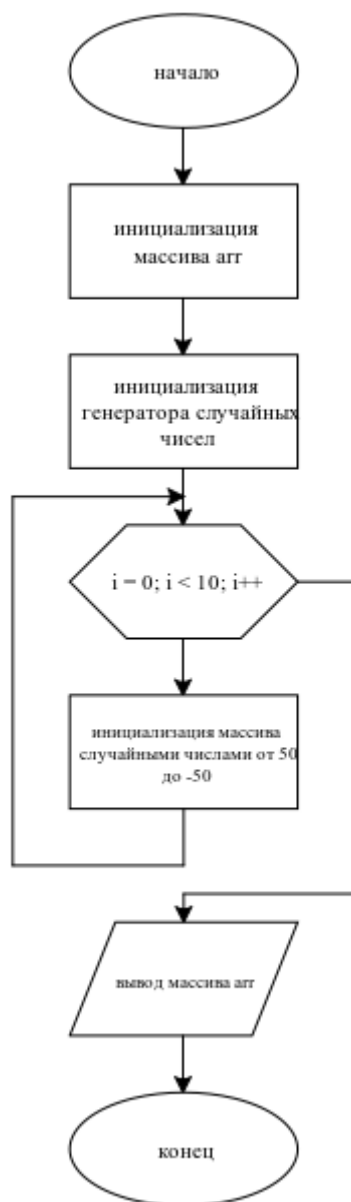 начало
инициализация
массива arr
инициализация
генератора случайных
чисел
i = 0; i < 10; i++
инициализация массива
случайными числами от 50
до -50
вывод массива arr
конец